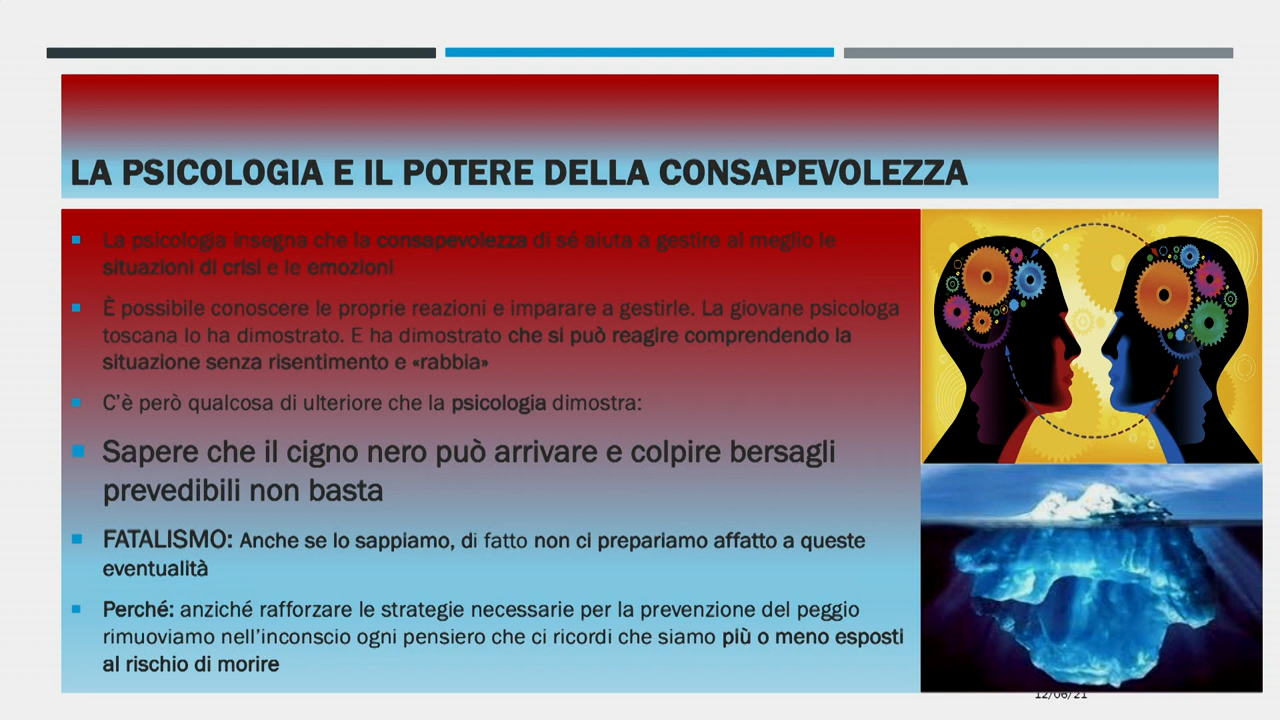 LA PSICOLOGIA E IL POTERE DELLA CONSAPEVOLEZZA
La psicologia insegna che la consapevolezza di sé aiuta a gestire al meglio le
situazioni di crisi e le emozioni
È possibile conoscere le proprie reazioni e imparare a gestirle. La giovane psicologa
toscana lo ha dimostrato. E ha dimostrato che si può reagire comprendendo la
situazione senza risentimento e «rabbia»
C'è però qualcosa di ulteriore che la psicologia dimostra:
Sapere che il cigno nero può arrivare e colpire bersagli
prevedibili non basta
FATALISMO: Anche se lo sappiamo, di fatto non ci prepariamo affatto a queste
eventualità
Perché: anziché rafforzare le strategie necessarie per la prevenzione del peggio
rimuoviamo nell'inconscio ogni pensiero che ci ricordi che siamo più o meno esposti
al rischio di morire
12/06/21